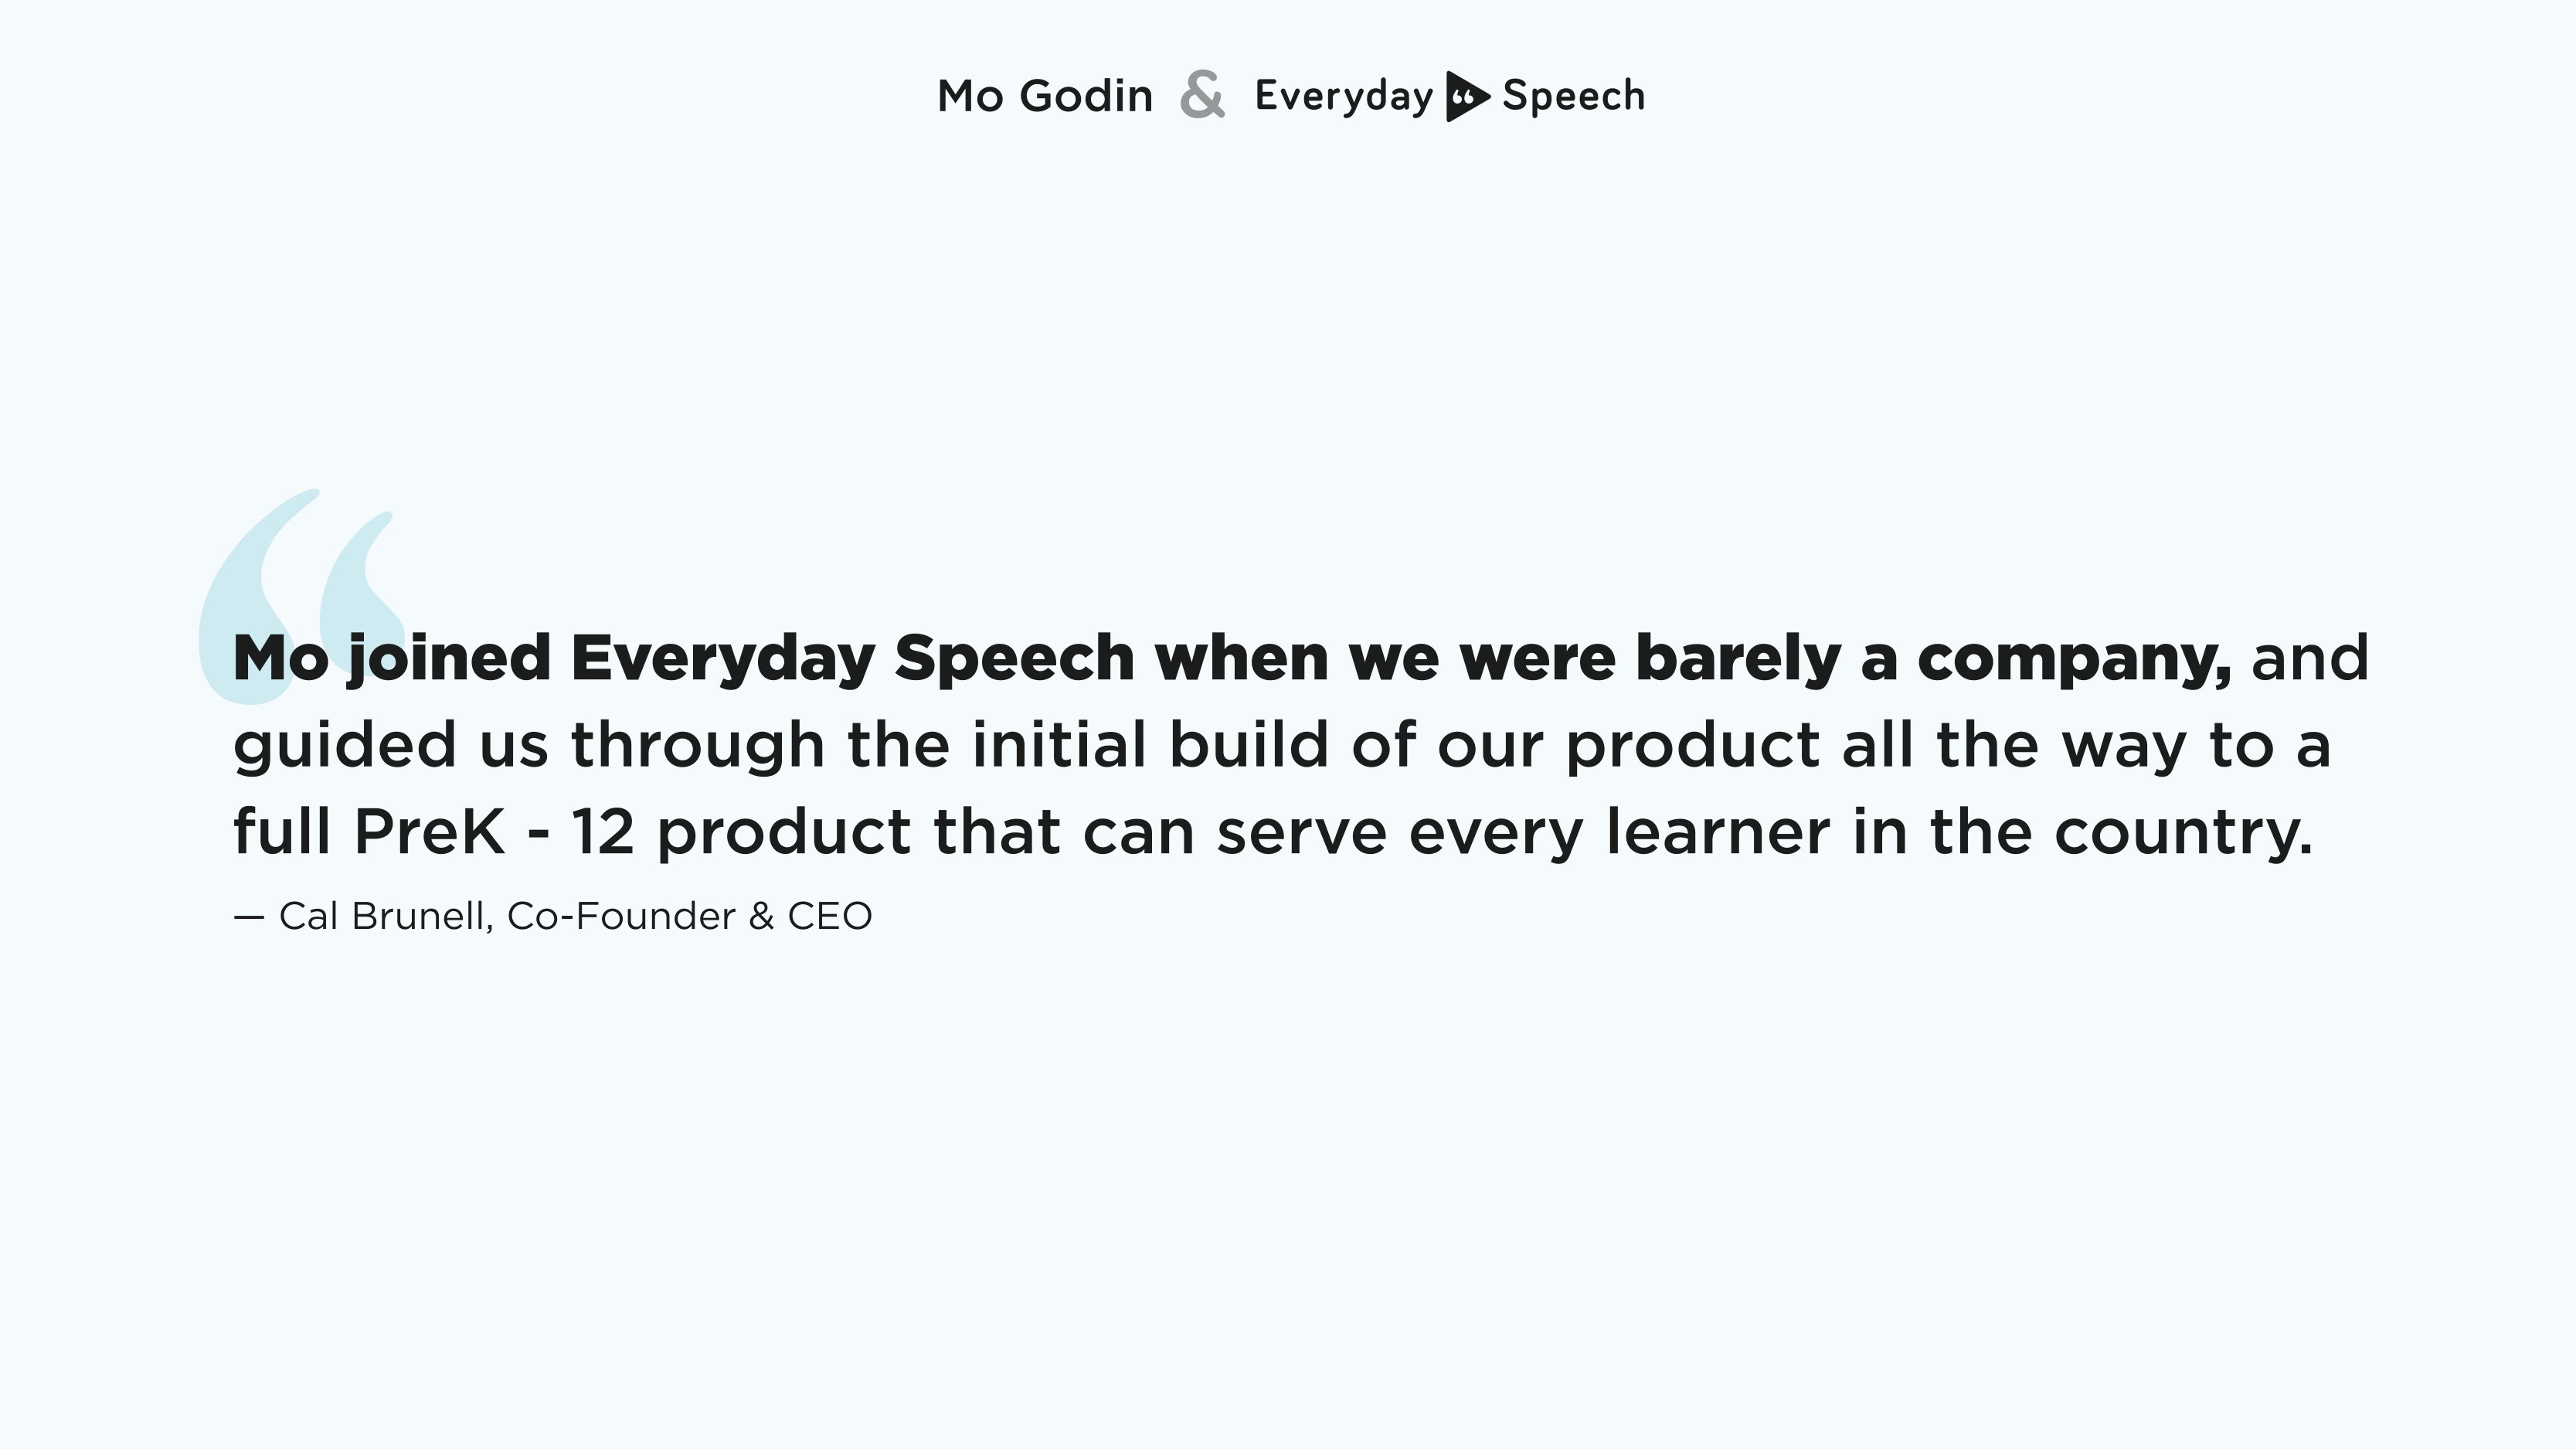 Mo Godin & Everyday Speech
Mo joined Everyday Speech when we were barely a company, and
guided us through the initial build of our product all the way to a
full PreK - 12 product that can serve every learner in the country.
— Cal Brunell, Co-Founder & CEO